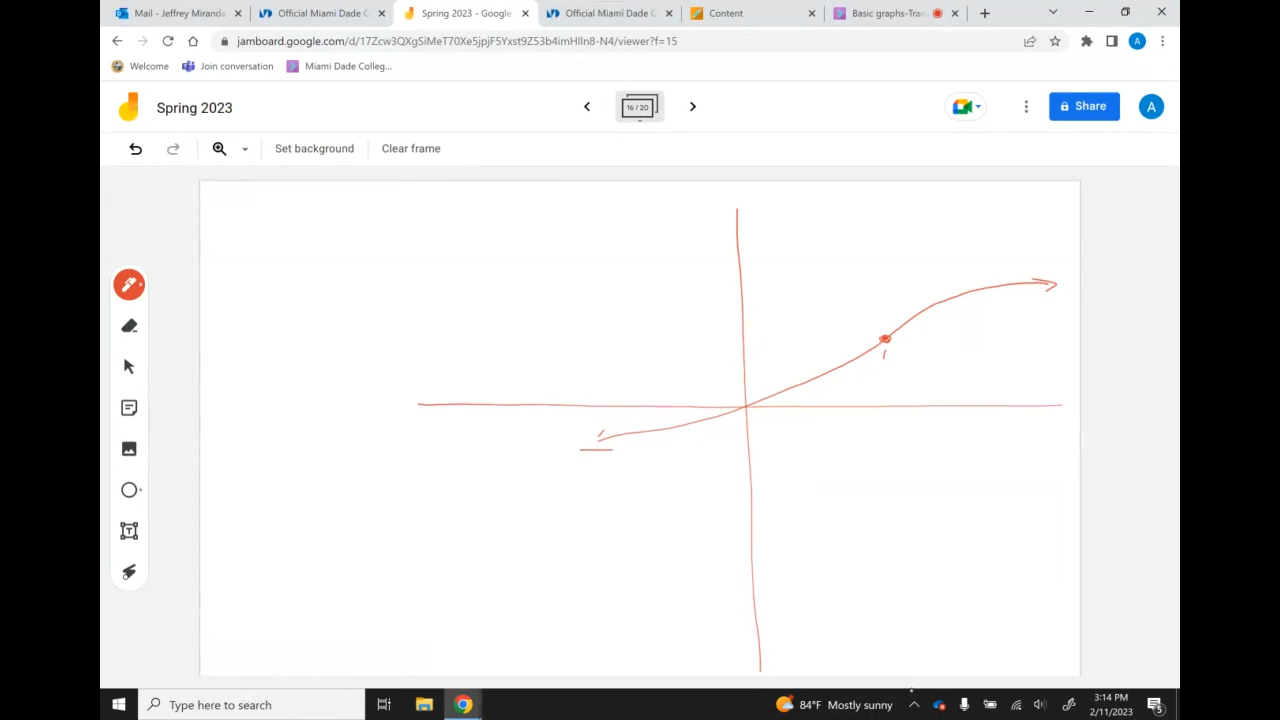 Mail - Jeffrey Miranda
Official Miami Dade C
Spring 2023 - Google
Official Miami Dade C
Content
Basic graphs-Tran
jamboard.google.com/d/17Zcw3QXgSiMeT70Xe5jpjF5Yxst9Z53b4imHlln8-N4/viewer?f=15
A
Welcome
Join conversation
Miami Dade Colleg...
Spring 2023
16 / 20
Share
A
Set background
Clear frame
Type here to search
84°F Mostly sunny
3:14 PM
2/11/2023
5